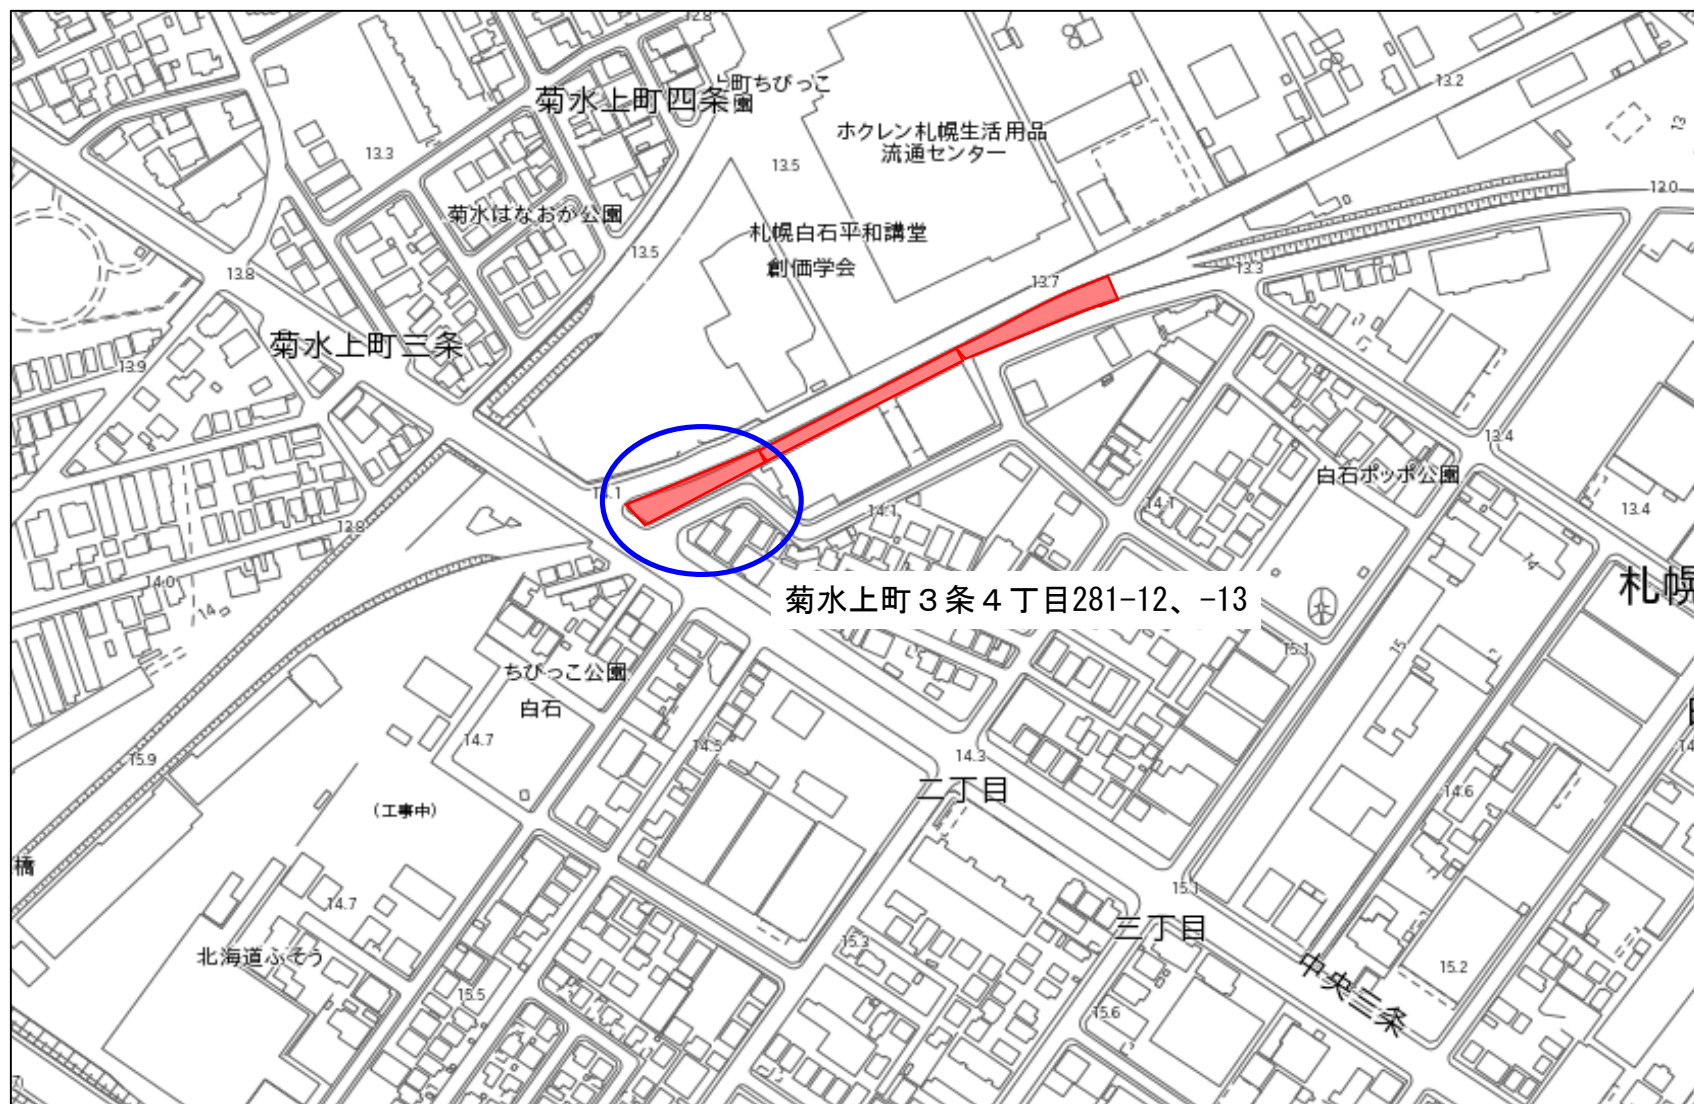 12.8
上町ちびっこ
園
菊水上町四条
13.2
ホクレン札幌生活用品
流通センター
13
13.3
13.5
13.0
菊水はなおか公園
札幌白石平和講堂
創価学会
13.5
13.8
13.3
13.7
菊水上町三条
13.9
13.4
白石ポッポ公園
14.1
14.1
14.1
13.4
13.8
14
14.0
14
札幌
菊水上町3条4丁目281-12、-13
15.1
15
ちびっこ公園
白石
14.7
14.5
14.3
15.9
二丁目
14.6
(工事中)
橋
15.1
14.7
三丁目
15.3
北海道ふそう
中央三条
15.2
15.5
15.6